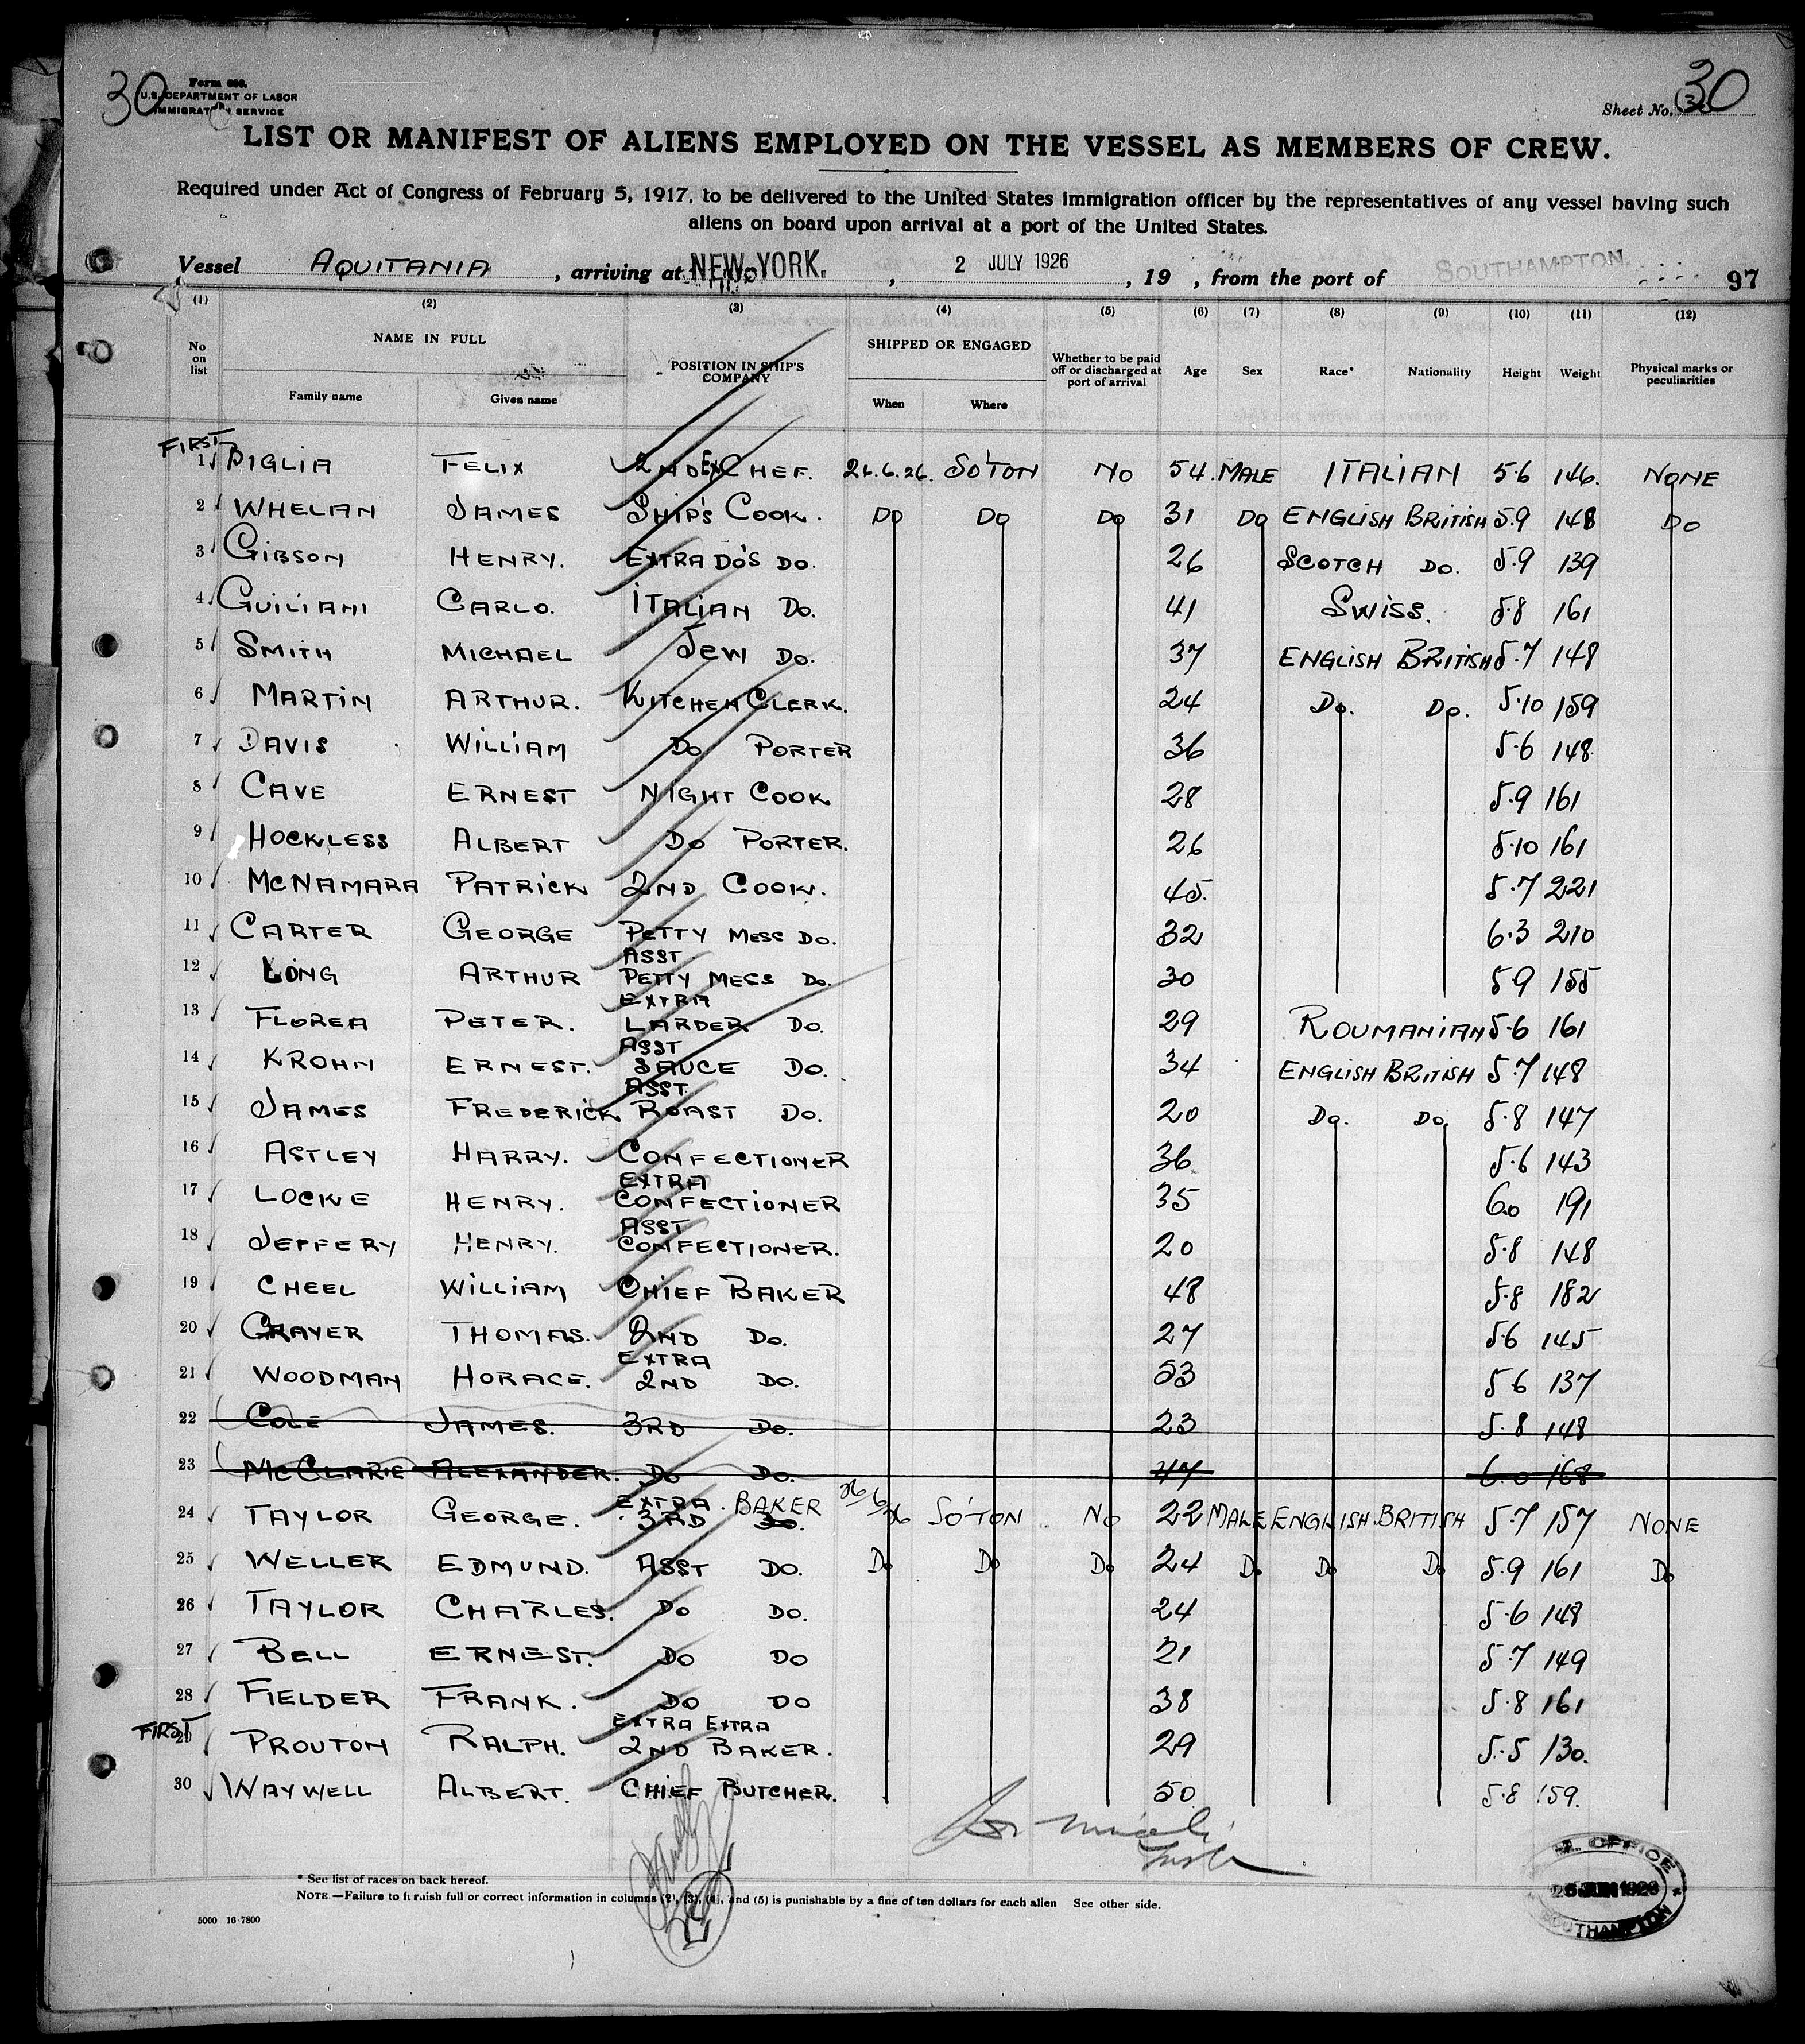 30
Form 680.
U.S. DEPARTMENT OF LABOR
IMMIGRATION SERVICE
Sheet No. 30
LIST OR MANIFEST OF ALIENS EMPLOYED ON THE VESSEL AS MEMBERS OF CREW.
Required under Act of Congress of February 5, 1917, to be delivered to the United States immigration officer by the representatives of any vessel having such
aliens on board upon arrival at a port of the United States.
Vessel AQUITANIA, arriving at NEW YORK, 2 JULY 1926, 19 , from the port of SOUTHAMPTON. 97
(1) (2) (3) (4) (5) (6) (7) (8) (9) (10) (11) (12)
No on list NAME IN FULL Family name Given name POSITION IN SHIP'S COMPANY SHIPPED OR ENGAGED When Where Whether to be paid off or discharged at port of arrival Age Sex Race* Nationality Height Weight Physical marks or peculiarities
FIRST
1 BIGLIA FELIX 2ND EX CHEF. 26.6.26. SO'TON NO 54. MALE ITALIAN 5.6 146. NONE
2 WHELAN JAMES SHIP'S COOK. DO DO DO 31 DO ENGLISH BRITISH 5.9 148 DO
3 GIBSON HENRY. EXTRA DO'S DO. 26 SCOTCH DO. 5.9 139
4 GUILIANI CARLO. ITALIAN DO. 41 SWISS. 5.8 161
5 SMITH MICHAEL JEW DO. 37 ENGLISH BRITISH 5.7 148
6 MARTIN ARTHUR. KITCHEN CLERK. 24 DO. DO. 5.10 159
7 DAVIS WILLIAM DO PORTER 36 5.6 148
8 CAVE ERNEST NIGHT COOK 28 5.9 161
9 HOCKLESS ALBERT DO PORTER. 26 5.10 161
10 MCNAMARA PATRICK 2ND COOK. 45. 5.7 221
11 CARTER GEORGE PETTY MESS DO. 32 6.3 210
ASST
12 LONG ARTHUR PETTY MESS DO. 30 5.9 155
EXTRA
13 FLOREA PETER. LARDER DO. 29 ROUMANIAN 5.6 161
ASST
14 KROHN ERNEST. SAUCE DO. 34 ENGLISH BRITISH 5.7 148
ASST
15 JAMES FREDERICK ROAST DO. 20 DO. DO. 5.8 147
16 ASTLEY HARRY. CONFECTIONER 36 5.6 143
EXTRA
17 LOCKE HENRY. CONFECTIONER 35 6.0 191
ASST
18 JEFFERY HENRY. CONFECTIONER. 20 5.8 148
19 CHEEL WILLIAM CHIEF BAKER 48 5.8 182
20 GRAYER THOMAS. 2ND DO. 27 5.6 145
EXTRA
21 WOODMAN HORACE. 2ND DO. 53 5.6 137
22 COLE JAMES. 3RD DO. 23 5.8 148
23 MCCLARIE ALEXANDER. DO DO. 47 6.0 168
EXTRA BAKER
24 TAYLOR GEORGE. 3RD DO. 26/6/26 SO'TON NO 22 MALE ENGLISH BRITISH 5.7 157 NONE
25 WELLER EDMUND. ASST DO. DO DO DO 24 DO DO DO 5.9 161 DO
26 TAYLOR CHARLES. DO DO. 24 5.6 148
27 BELL ERNEST. DO DO 21 5.7 149
28 FIELDER FRANK. DO DO 38 5.8 161
FIRST EXTRA EXTRA
29 PROUTON RALPH. 2ND BAKER. 29 5.5 130.
30 WAYWELL ALBERT. CHIEF BUTCHER. 50 5.8 159.
* See list of races on back hereof.
NOTE.—Failure to furnish full or correct information in columns (2), (3), (4), and (5) is punishable by a fine of ten dollars for each alien See other side.
5000 16-7800
OFFICE
26 JUN 1926
SOUTHAMPTON